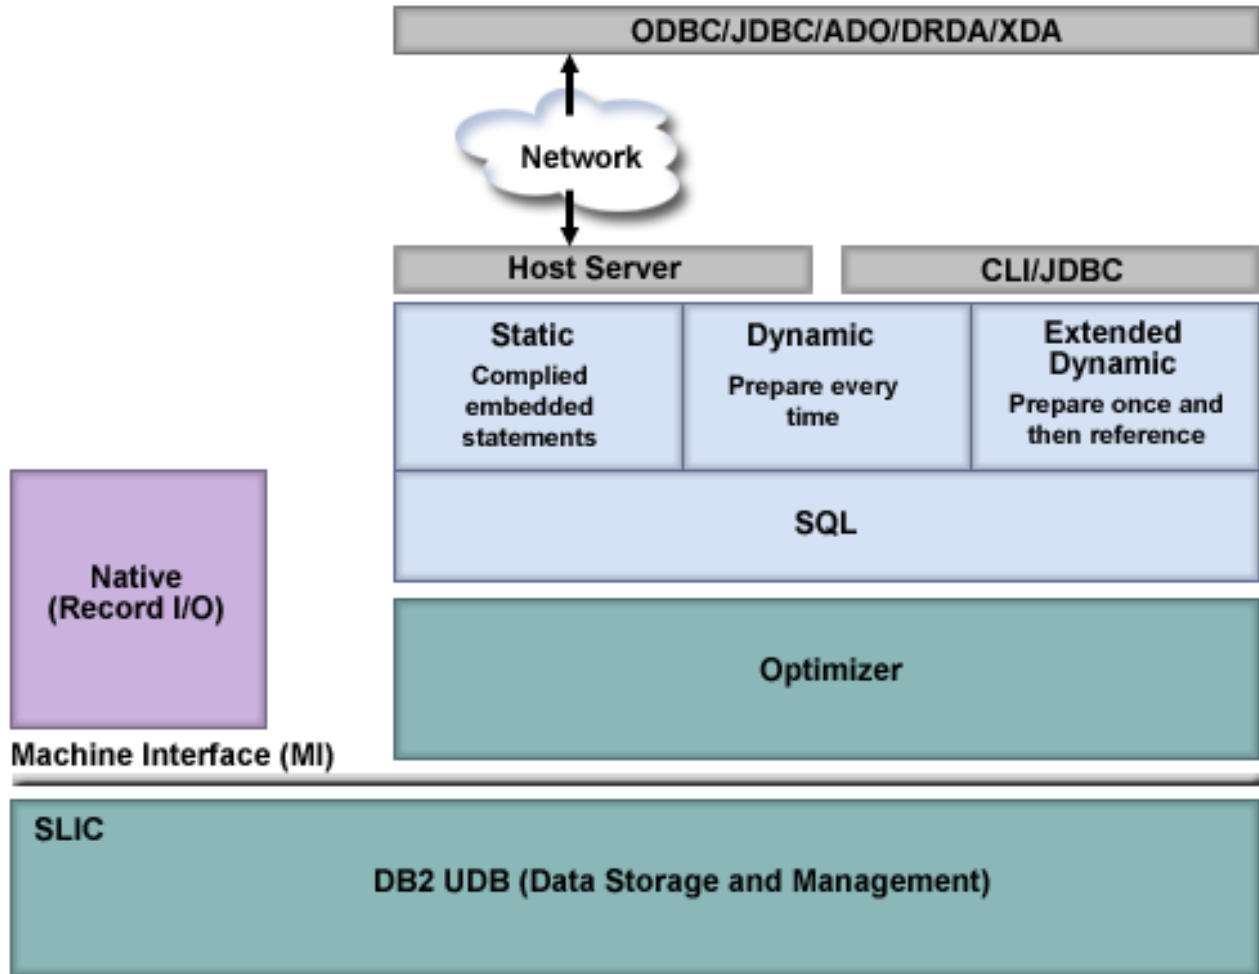 ODBC/JDBC/ADO/DRDA/XDA
Network
Host Server
CLI/JDBC
Static
Complied
embedded
statements
Dynamic
Prepare every
time
Extended
Dynamic
Prepare once and
then reference
SQL
Native
(Record I/O)
Optimizer
Machine Interface (MI)
SLIC
DB2 UDB (Data Storage and Management)